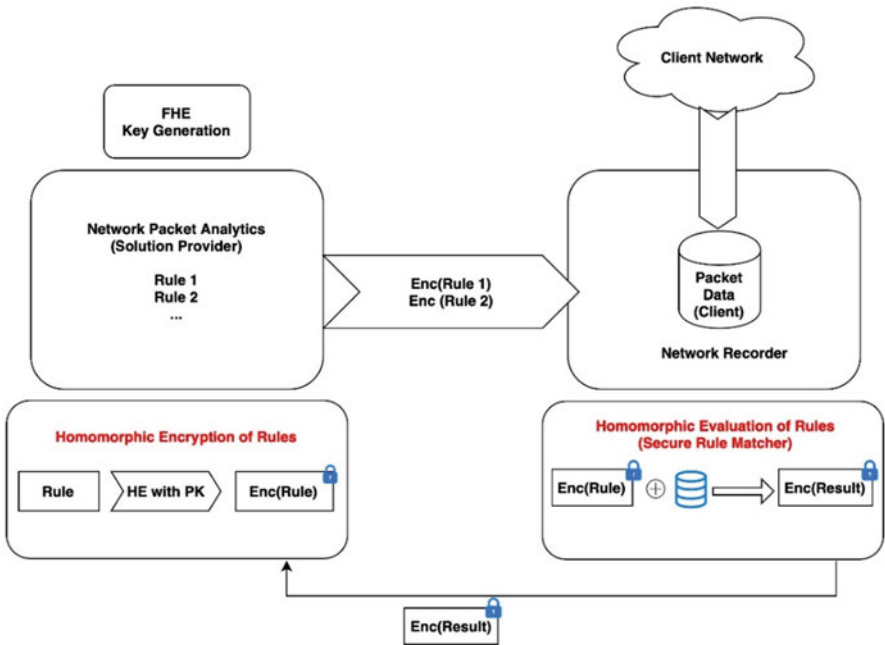 Client Network
FHE
Key Generation
Network Packet Analytics
(Solution Provider)
Rule 1
Rule 2
...
Enc(Rule 1)
Enc (Rule 2)
Packet
Data
(Client)
Network Recorder
Homomorphic Encryption of Rules
Rule
HE with PK
Enc(Rule)
Homomorphic Evaluation of Rules
(Secure Rule Matcher)
Enc(Rule)
Enc(Result)
Enc(Result)